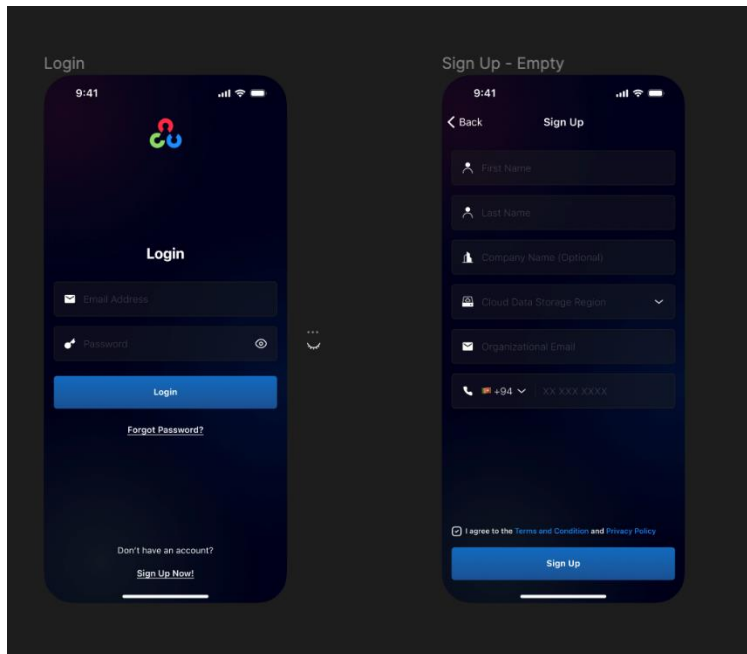 Login
9:41
Login
Email Address
Password
Login
Forgot Password?
Don't have an account?
Sign Up Now!
Sign Up - Empty
9:41
Back
Sign Up
First Name
Last Name
Company Name (Optional)
Cloud Data Storage Region
Organizational Email
+94 XX XXX XXXX
I agree to the Terms and Condition and Privacy Policy
Sign Up